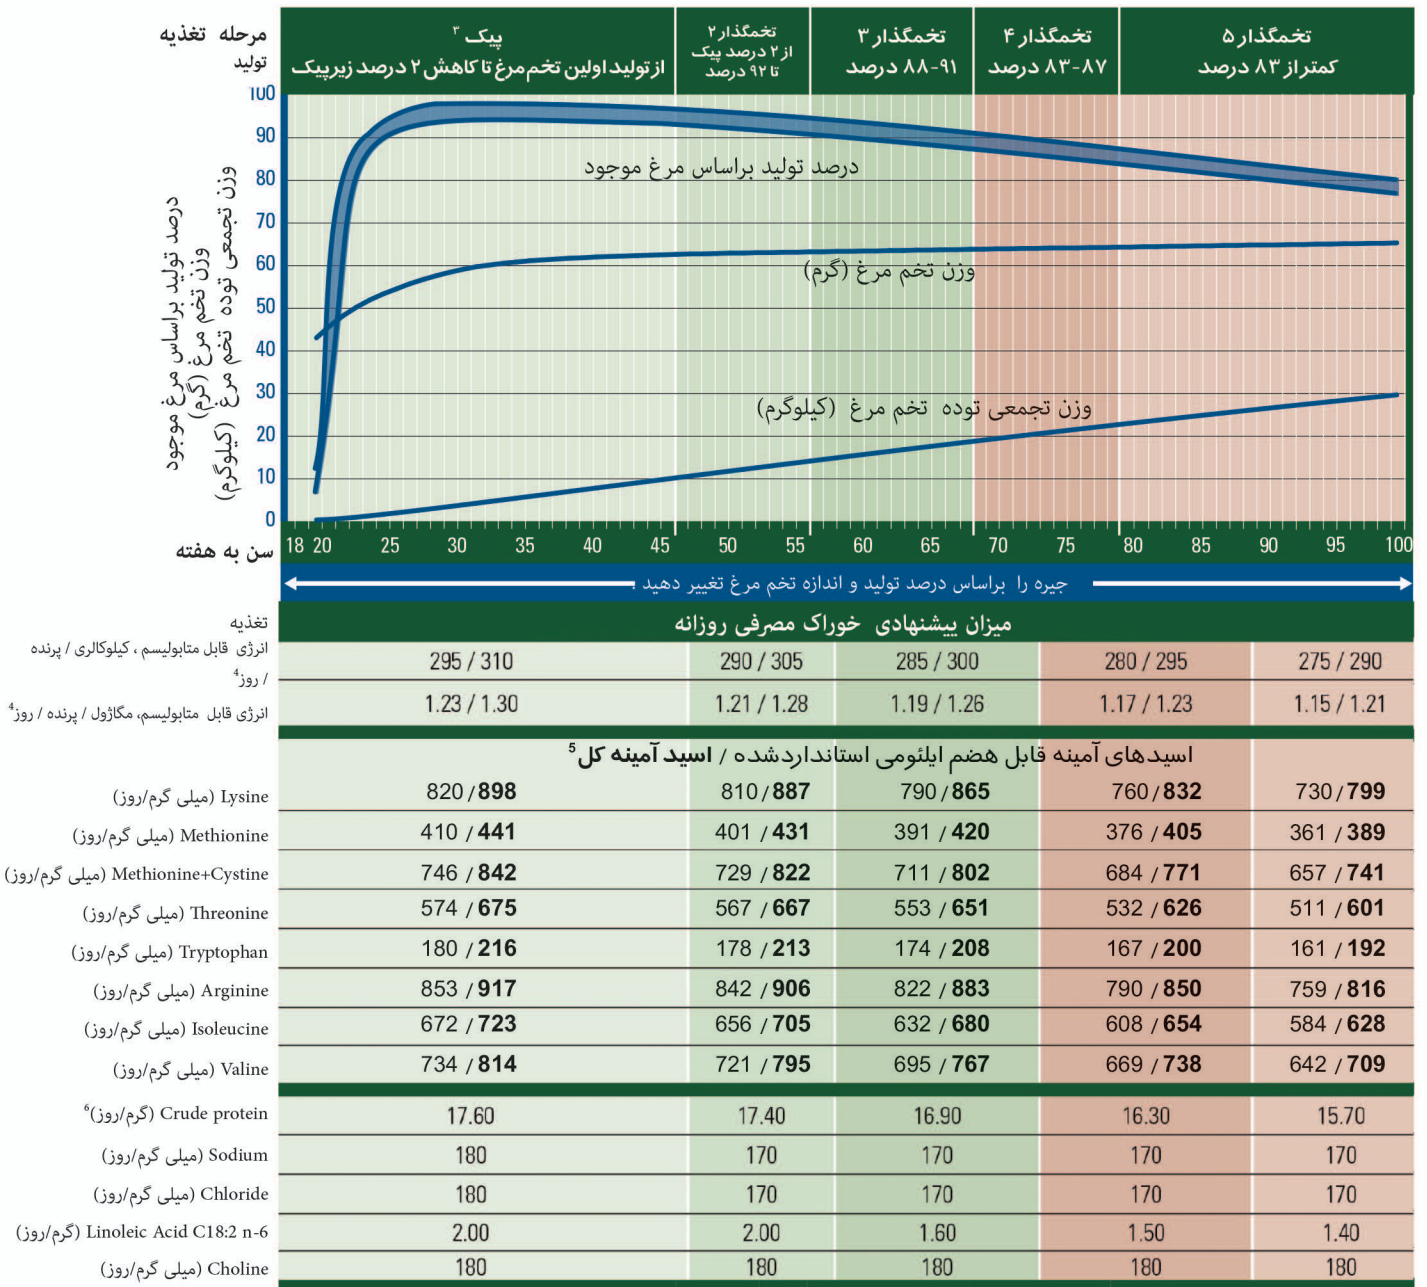 مرحله تغذیه
تولید
پیک ³
از تولید اولین تخم‌مرغ تا کاهش ۲ درصد زیر پیک
تخمگذار ۲
از ۲ درصد پیک
تا ۹۲ درصد
تخمگذار ۳
۸۸-۹۱ درصد
تخمگذار ۴
۸۳-۸۷ درصد
تخمگذار ۵
کمتر از ۸۳ درصد
درصد تولید براساس مرغ موجود
وزن تخم مرغ (گرم)
وزن تجمعی توده تخم مرغ (کیلوگرم)
100
90
80
70
60
50
40
30
20
10
0
درصد تولید براساس مرغ موجود
وزن تخم مرغ (گرم)
وزن تجمعی توده تخم مرغ (کیلوگرم)
سن به هفته
18 20 25 30 35 40 45 50 55 60 65 70 75 80 85 90 95 100
جیره را براساس درصد تولید و اندازه تخم مرغ تغییر دهید .
تغذیه
میزان پیشنهادی خوراک مصرفی روزانه
انرژی قابل متابولیسم ، کیلوکالری / پرنده
/ روز⁴
295 / 310 290 / 305 285 / 300 280 / 295 275 / 290
انرژی قابل متابولیسم، مگاژول / پرنده / روز⁴
1.23 / 1.30 1.21 / 1.28 1.19 / 1.26 1.17 / 1.23 1.15 / 1.21
اسیدهای آمینه قابل هضم ایلئومی استانداردشده / اسید آمینه کل⁵
Lysine (میلی گرم/روز) 820 / 898 810 / 887 790 / 865 760 / 832 730 / 799
Methionine (میلی گرم/روز) 410 / 441 401 / 431 391 / 420 376 / 405 361 / 389
Methionine+Cystine (میلی گرم/روز) 746 / 842 729 / 822 711 / 802 684 / 771 657 / 741
Threonine (میلی گرم/روز) 574 / 675 567 / 667 553 / 651 532 / 626 511 / 601
Tryptophan (میلی گرم/روز) 180 / 216 178 / 213 174 / 208 167 / 200 161 / 192
Arginine (میلی گرم/روز) 853 / 917 842 / 906 822 / 883 790 / 850 759 / 816
Isoleucine (میلی گرم/روز) 672 / 723 656 / 705 632 / 680 608 / 654 584 / 628
Valine (میلی گرم/روز) 734 / 814 721 / 795 695 / 767 669 / 738 642 / 709
Crude protein (گرم/روز)⁶ 17.60 17.40 16.90 16.30 15.70
Sodium (میلی گرم/روز) 180 170 170 170 170
Chloride (میلی گرم/روز) 180 170 170 170 170
Linoleic Acid C18:2 n-6 (گرم/روز) 2.00 2.00 1.60 1.50 1.40
Choline (میلی گرم/روز) 180 180 180 180 180